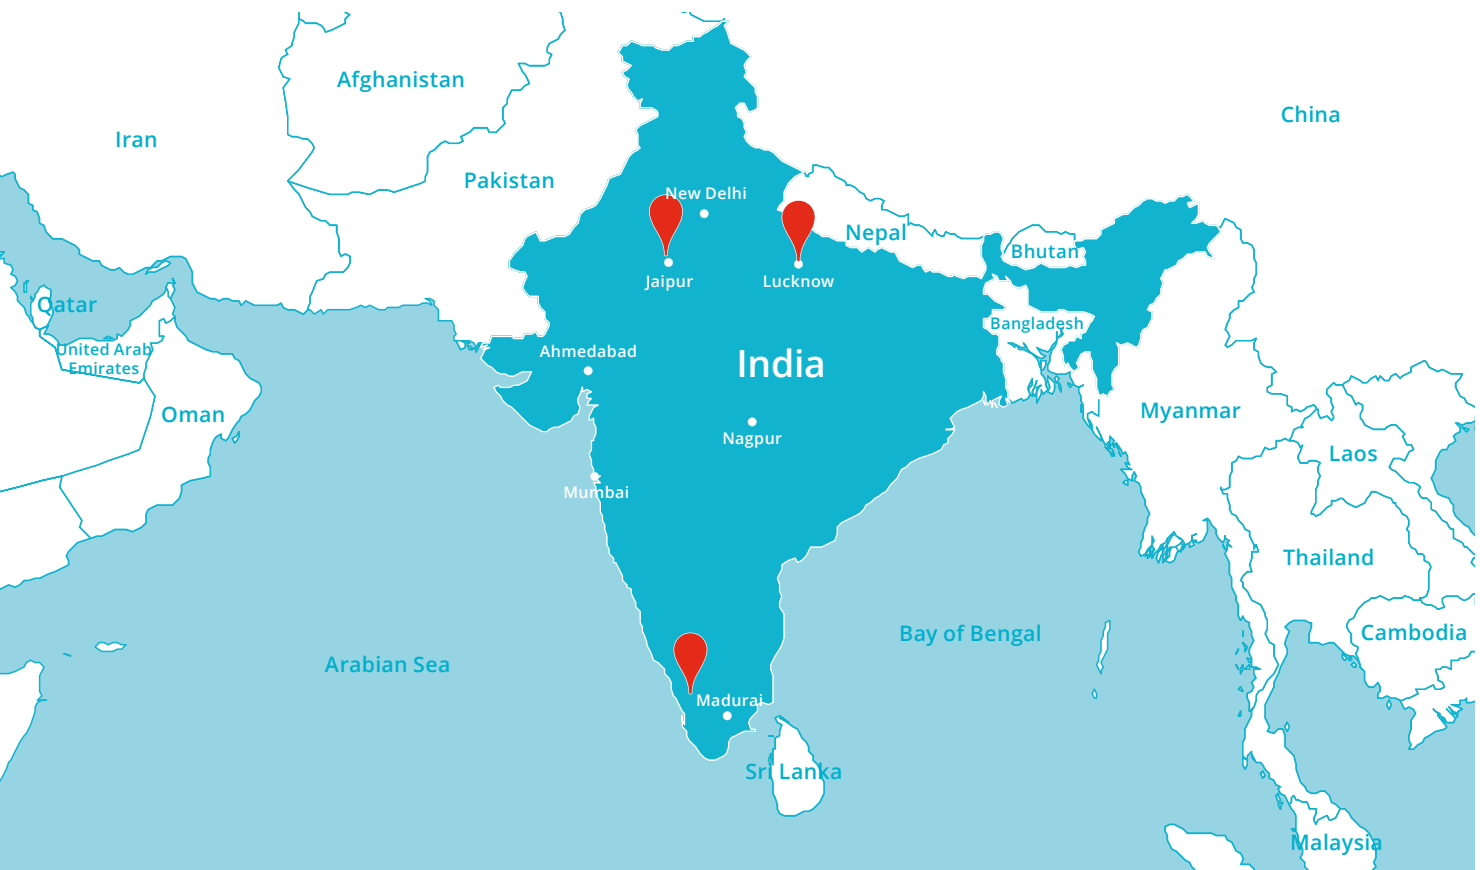 Afghanistan
China
Iran
Pakistan
New Delhi
Nepal
Bhutan
Jaipur
Lucknow
Qatar
Bangladesh
United Arab
Emirates
Ahmedabad
India
Oman
Myanmar
Nagpur
Laos
Mumbai
Thailand
Bay of Bengal
Cambodia
Arabian Sea
Madurai
Sri Lanka
Malaysia